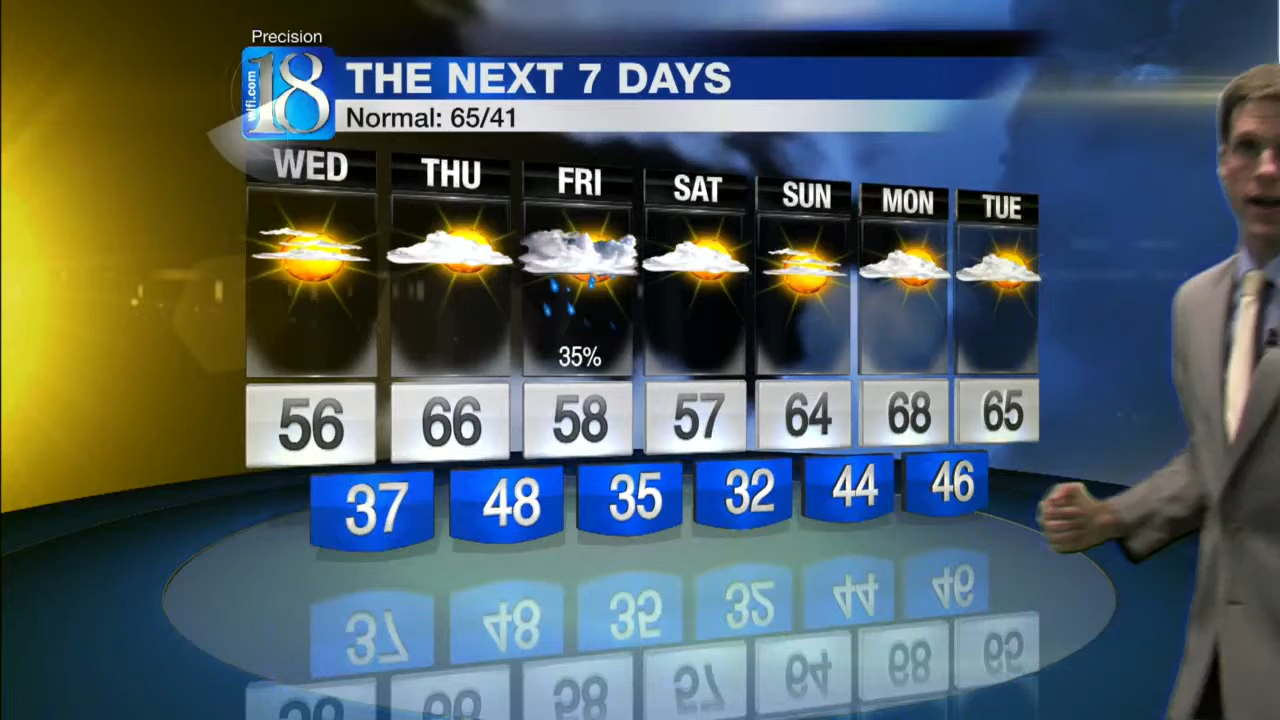 Precision
wlfi.com
18
THE NEXT 7 DAYS
Normal: 65/41
WED THU FRI SAT SUN MON TUE
35%
56 66 58 57 64 68 65
37 48 35 32 44 46